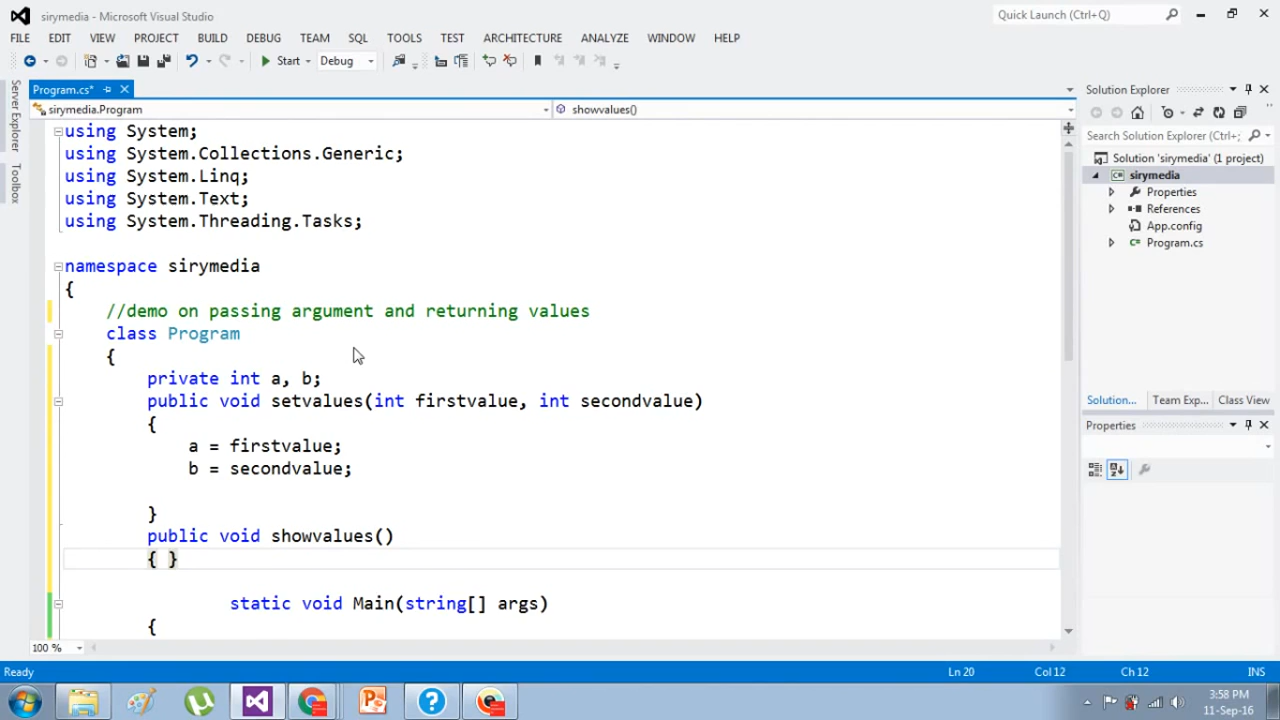 sirymedia - Microsoft Visual Studio
Quick Launch (Ctrl+Q)
FILE EDIT VIEW PROJECT BUILD DEBUG TEAM SQL TOOLS TEST ARCHITECTURE ANALYZE WINDOW HELP
Start Debug
Server Explorer
Toolbox
Program.cs*
sirymedia.Program
showvalues()
using System;
using System.Collections.Generic;
using System.Linq;
using System.Text;
using System.Threading.Tasks;
namespace sirymedia
{
//demo on passing argument and returning values
class Program
{
private int a, b;
public void setvalues(int firstvalue, int secondvalue)
{
a = firstvalue;
b = secondvalue;
}
public void showvalues()
{ }
static void Main(string[] args)
{
100 %
Solution Explorer
Search Solution Explorer (Ctrl+;
Solution 'sirymedia' (1 project)
sirymedia
Properties
References
App.config
Program.cs
Solution... Team Exp... Class View
Properties
Ready
Ln 20
Col 12
Ch 12
INS
3:58 PM
11-Sep-16